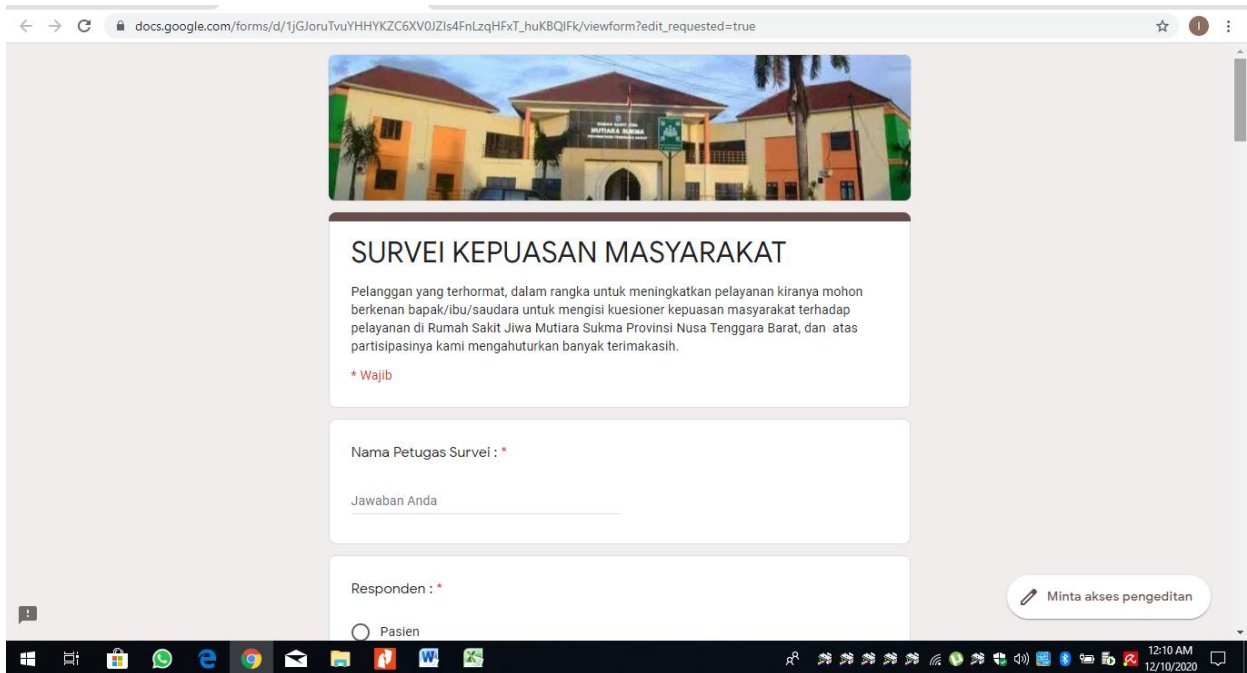 docs.google.com/forms/d/1jGJoruTvuYHHYKZC6XV0JZIs4FnLzqHFxT_huKBQIFk/viewform?edit_requested=true
I
MUTIARA SUKMA
SURVEI KEPUASAN MASYARAKAT
Pelanggan yang terhormat, dalam rangka untuk meningkatkan pelayanan kiranya mohon
berkenan bapak/ibu/saudara untuk mengisi kuesioner kepuasan masyarakat terhadap
pelayanan di Rumah Sakit Jiwa Mutiara Sukma Provinsi Nusa Tenggara Barat, dan atas
partisipasinya kami mengahuturkan banyak terimakasih.
* Wajib
Nama Petugas Survei : *
Jawaban Anda
Responden : *
Pasien
Minta akses pengeditan
12:10 AM
12/10/2020